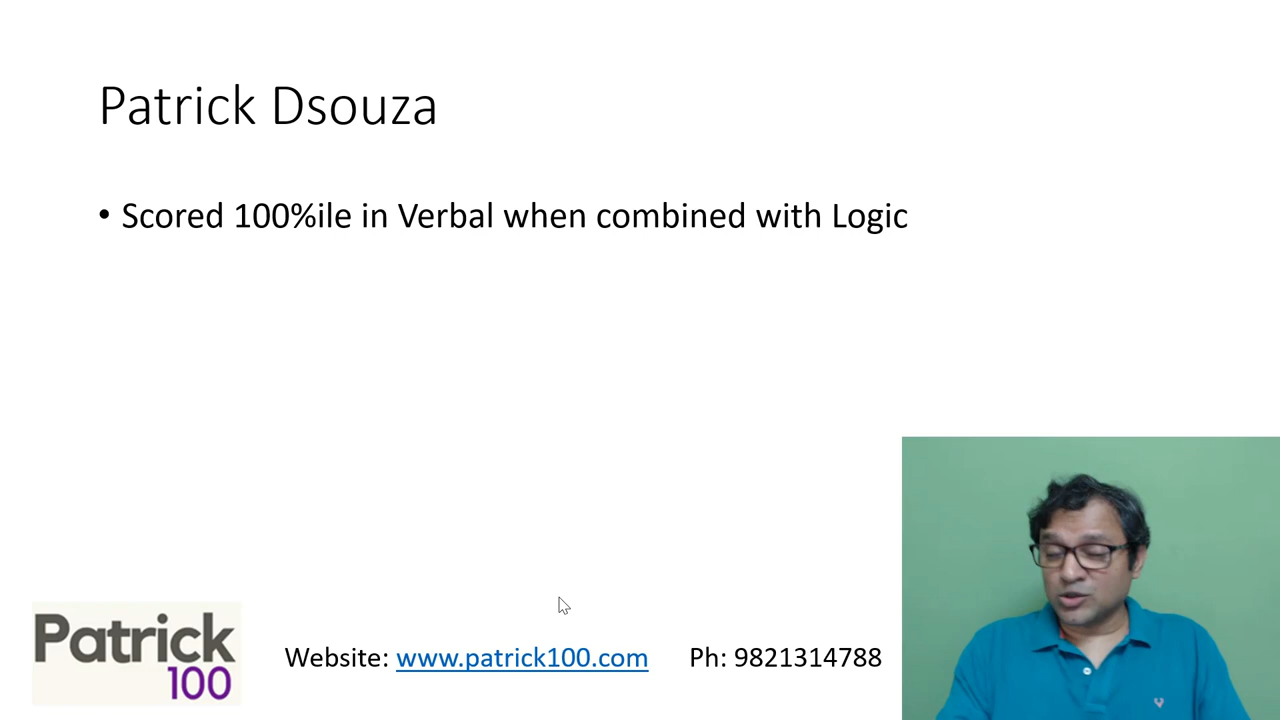 Patrick Dsouza
• Scored 100%ile in Verbal when combined with Logic
Patrick
100
Website: www.patrick100.com Ph: 9821314788